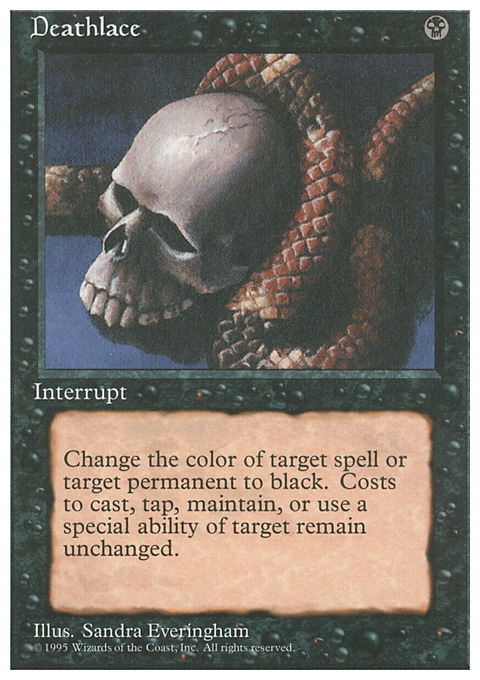 Deathlace
Interrupt
Change the color of target spell or
target permanent to black. Costs
to cast, tap, maintain, or use a
special ability of target remain
unchanged.
Illus. Sandra Everingham
© 1995 Wizards of the Coast, Inc. All rights reserved.